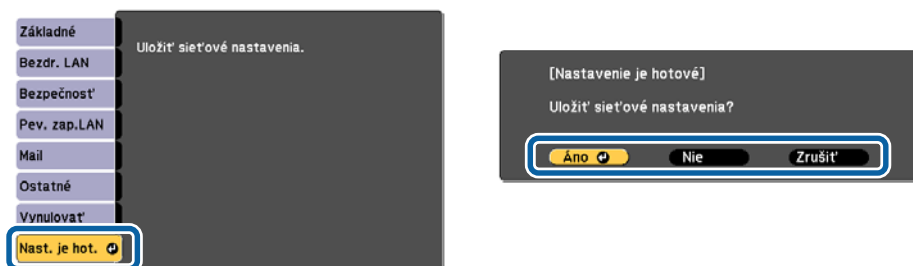 Základné
Bezdr. LAN
Bezpečnosť
Pev. zap.LAN
Mail
Ostatné
Vynulovať
Nast. je hot.
Uložiť sieťové nastavenia.
[Nastavenie je hotové]
Uložiť sieťové nastavenia?
Áno Nie Zrušiť